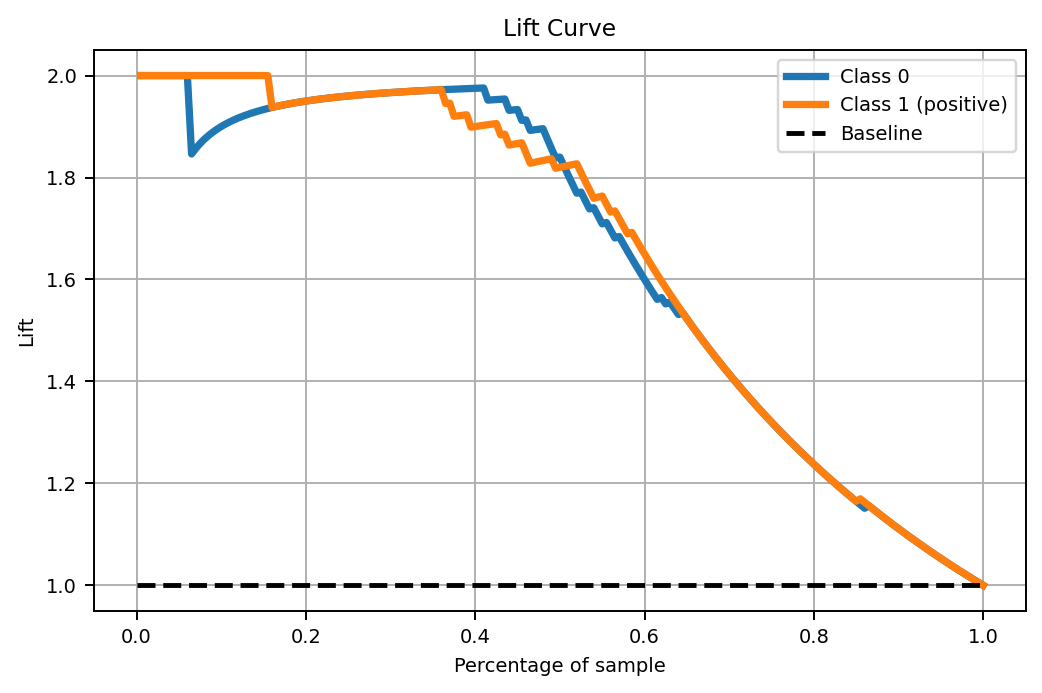 Lift Curve
2.0
1.8
1.6
1.4
1.2
1.0
Lift
Class 0
Class 1 (positive)
Baseline
0.0 0.2 0.4 0.6 0.8 1.0
Percentage of sample